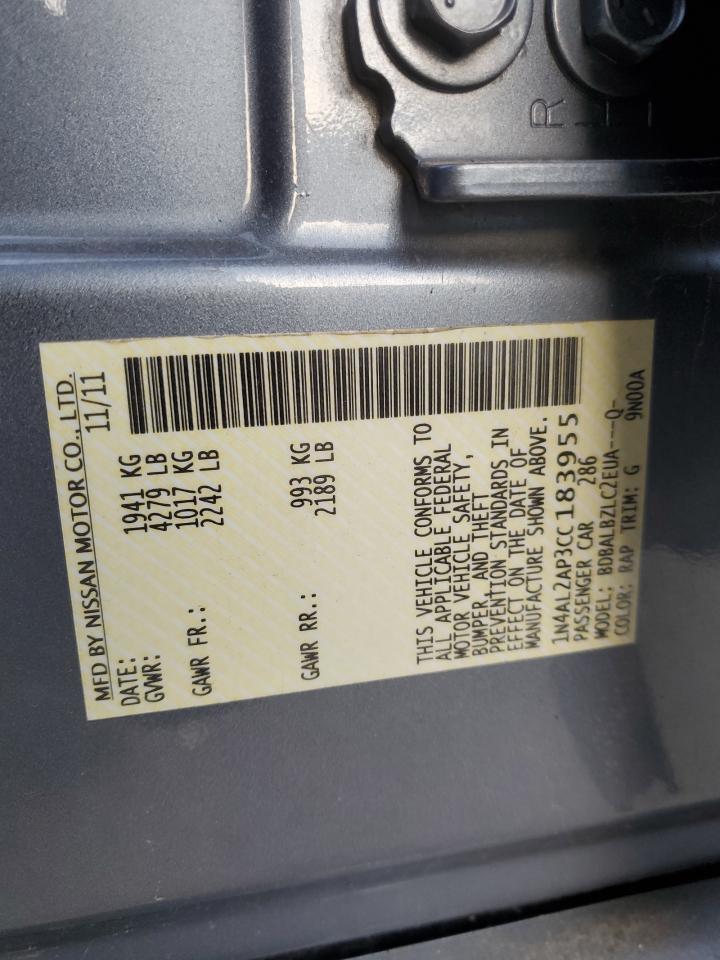 MFD BY NISSAN MOTOR CO., LTD.
DATE: 11/11
GVWR: 1941 KG
4279 LB
GAWR FR.: 1017 KG
2242 LB
GAWR RR.: 993 KG
2189 LB
THIS VEHICLE CONFORMS TO
ALL APPLICABLE FEDERAL
MOTOR VEHICLE SAFETY,
BUMPER, AND THEFT
PREVENTION STANDARDS IN
EFFECT ON THE DATE OF
MANUFACTURE SHOWN ABOVE.
1N4AL2AP3CC183955
PASSENGER CAR 286
MODEL: BDBALBZLC2EUA---Q-
COLOR: RAP TRIM: G 9N00A
R